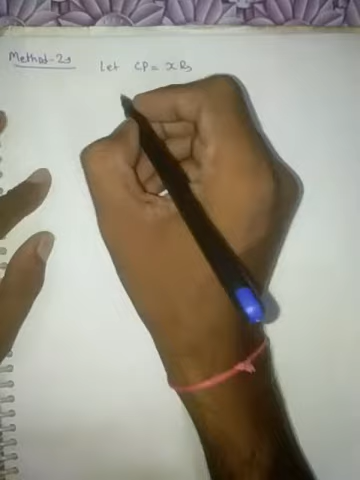 Method-2:
Let CP = x Rs